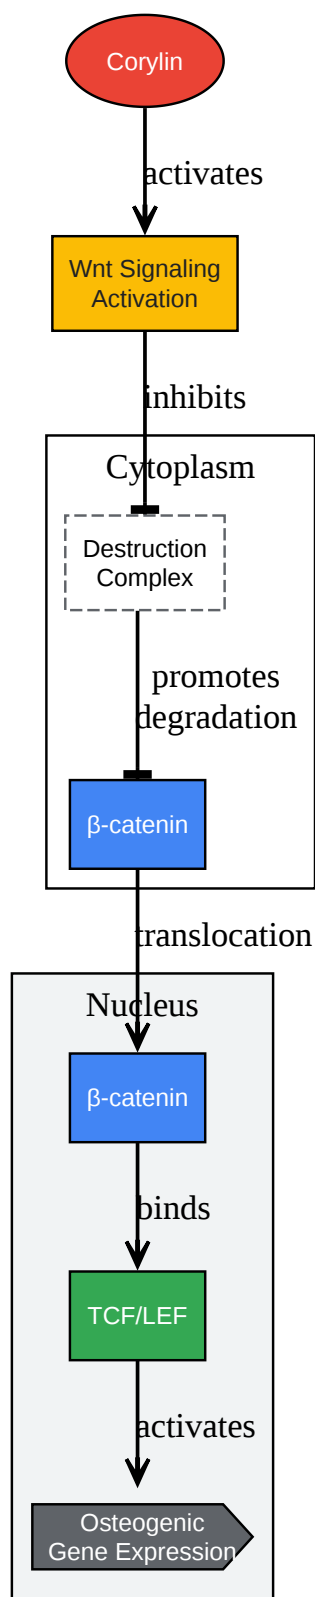 Corylin
activates
Wnt Signaling
Activation
inhibits
Cytoplasm
Destruction
Complex
promotes
degradation
β-catenin
translocation
Nucleus
β-catenin
binds
TCF/LEF
activates
Osteogenic
Gene Expression